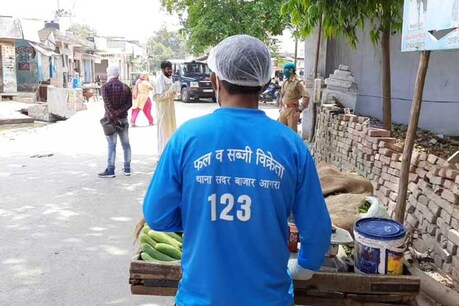 फल व सब्जी विक्रेता
थाना सदर बाजार आगरा
123